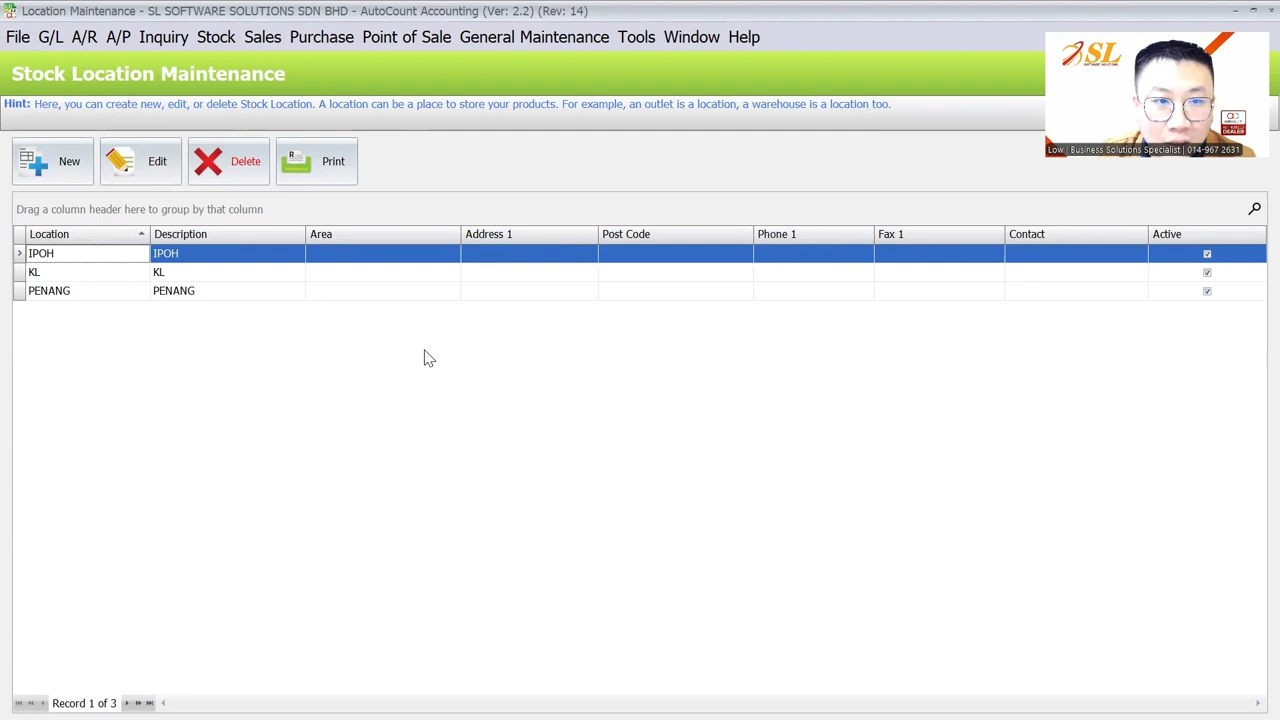 Location Maintenance - SL SOFTWARE SOLUTIONS SDN BHD - AutoCount Accounting (Ver: 2.2) (Rev: 14)
File G/L A/R A/P Inquiry Stock Sales Purchase Point of Sale General Maintenance Tools Window Help
Stock Location Maintenance
SL
SOFTWARE SOLUTIONS
Hint: Here, you can create new, edit, or delete Stock Location. A location can be a place to store your products. For example, an outlet is a location, a warehouse is a location too.
DEALER
Low | Business Solutions Specialist | 014-967 2631
New Edit Delete Print
Drag a column header here to group by that column
Location Description Area Address 1 Post Code Phone 1 Fax 1 Contact Active
IPOH IPOH
KL KL
PENANG PENANG
Record 1 of 3